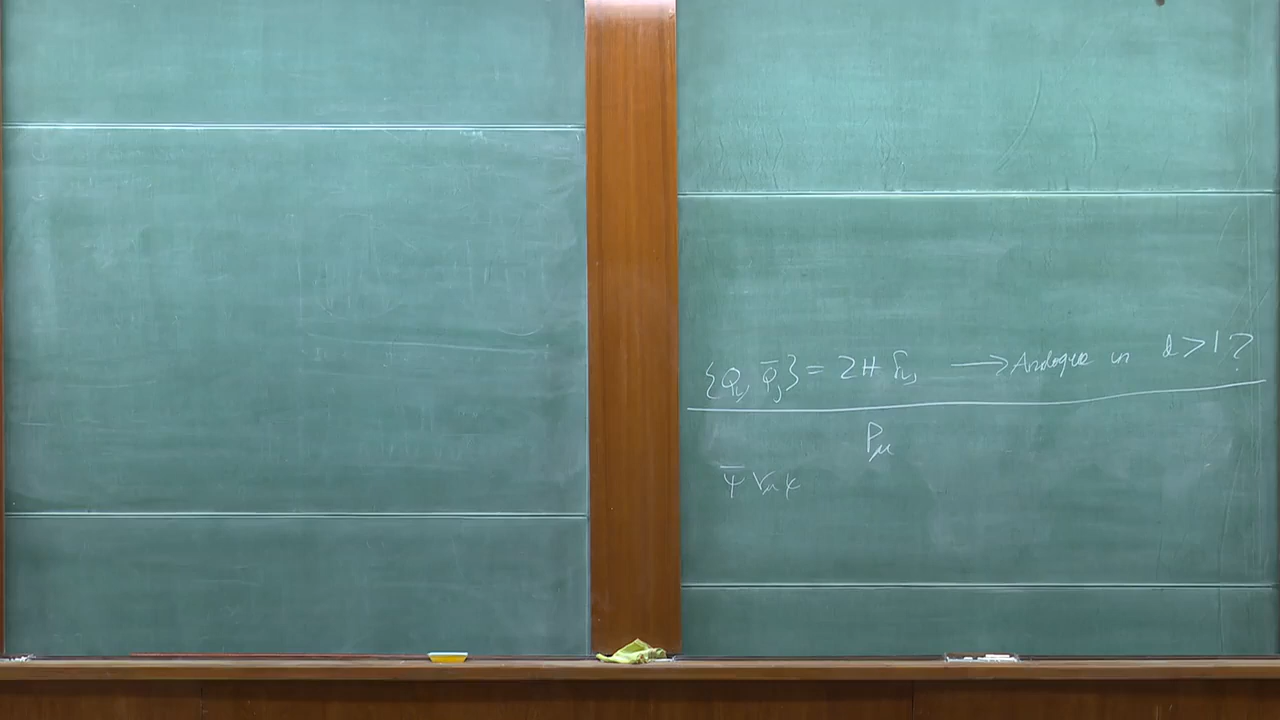 {Q_i, Q̄_j} = 2H δ_ij → Analogue in d > 1 ?
P_μ
ψ̄ γ_μ ψ